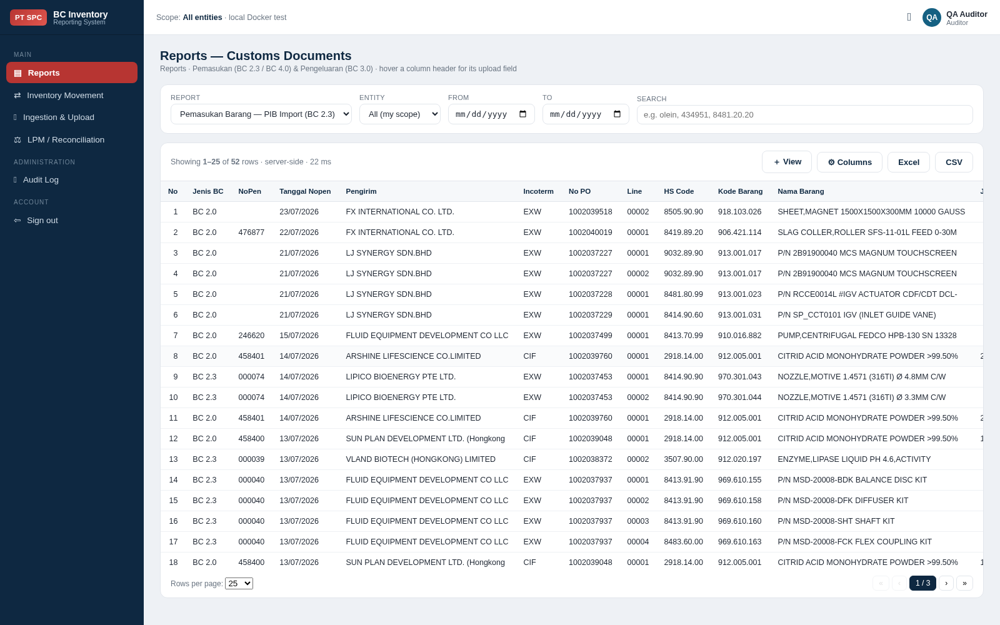 PT SPC
BC Inventory
Reporting System
Scope: All entities · local Docker test
QA
QA Auditor
Auditor
MAIN
Reports
Inventory Movement
Ingestion & Upload
LPM / Reconciliation
ADMINISTRATION
Audit Log
ACCOUNT
Sign out
Reports — Customs Documents
Reports · Pemasukan (BC 2.3 / BC 4.0) & Pengeluaran (BC 3.0) · hover a column header for its upload field
REPORT ENTITY FROM TO SEARCH
Pemasukan Barang — PIB Import (BC 2.3) All (my scope) mm/dd/yyyy mm/dd/yyyy e.g. olein, 434951, 8481.20.20
Showing 1–25 of 52 rows · server-side · 22 ms
+ View ⚙ Columns Excel CSV
No Jenis BC NoPen Tanggal Nopen Pengirim Incoterm No PO Line HS Code Kode Barang Nama Barang
1 BC 2.0 23/07/2026 FX INTERNATIONAL CO. LTD. EXW 1002039518 00002 8505.90.90 918.103.026 SHEET,MAGNET 1500X1500X300MM 10000 GAUSS
2 BC 2.0 476877 22/07/2026 FX INTERNATIONAL CO. LTD. EXW 1002040019 00001 8419.89.20 906.421.114 SLAG COLLER,ROLLER SFS-11-01L FEED 0-30M
3 BC 2.0 21/07/2026 LJ SYNERGY SDN.BHD EXW 1002037227 00001 9032.89.90 913.001.017 P/N 2B91900040 MCS MAGNUM TOUCHSCREEN
4 BC 2.0 21/07/2026 LJ SYNERGY SDN.BHD EXW 1002037227 00002 9032.89.90 913.001.017 P/N 2B91900040 MCS MAGNUM TOUCHSCREEN
5 BC 2.0 21/07/2026 LJ SYNERGY SDN.BHD EXW 1002037228 00001 8481.80.99 913.001.023 P/N RCCE0014L #IGV ACTUATOR CDF/CDT DCL-
6 BC 2.0 21/07/2026 LJ SYNERGY SDN.BHD EXW 1002037229 00001 8414.90.60 913.001.031 P/N SP_CCT0101 IGV (INLET GUIDE VANE)
7 BC 2.0 246620 15/07/2026 FLUID EQUIPMENT DEVELOPMENT CO LLC EXW 1002037499 00001 8413.70.99 910.016.882 PUMP,CENTRIFUGAL FEDCO HPB-130 SN 13328
8 BC 2.0 458401 14/07/2026 ARSHINE LIFESCIENCE CO.LIMITED CIF 1002039760 00001 2918.14.00 912.005.001 CITRID ACID MONOHYDRATE POWDER >99.50%
9 BC 2.3 000074 14/07/2026 LIPICO BIOENERGY PTE LTD. EXW 1002037453 00001 8414.90.90 970.301.043 NOZZLE,MOTIVE 1.4571 (316TI) Ø 4.8MM C/W
10 BC 2.3 000074 14/07/2026 LIPICO BIOENERGY PTE LTD. EXW 1002037453 00002 8414.90.90 970.301.044 NOZZLE,MOTIVE 1.4571 (316TI) Ø 3.3MM C/W
11 BC 2.0 458401 14/07/2026 ARSHINE LIFESCIENCE CO.LIMITED CIF 1002039760 00001 2918.14.00 912.005.001 CITRID ACID MONOHYDRATE POWDER >99.50%
12 BC 2.0 458400 13/07/2026 SUN PLAN DEVELOPMENT LTD. (Hongkong CIF 1002039048 00001 2918.14.00 912.005.001 CITRID ACID MONOHYDRATE POWDER >99.50%
13 BC 2.3 000039 13/07/2026 VLAND BIOTECH (HONGKONG) LIMITED CIF 1002038372 00002 3507.90.00 912.020.197 ENZYME,LIPASE LIQUID PH 4.6,ACTIVITY
14 BC 2.3 000040 13/07/2026 FLUID EQUIPMENT DEVELOPMENT CO LLC EXW 1002037937 00001 8413.91.90 969.610.155 P/N MSD-20008-BDK BALANCE DISC KIT
15 BC 2.3 000040 13/07/2026 FLUID EQUIPMENT DEVELOPMENT CO LLC EXW 1002037937 00002 8413.91.90 969.610.158 P/N MSD-20008-DFK DIFFUSER KIT
16 BC 2.3 000040 13/07/2026 FLUID EQUIPMENT DEVELOPMENT CO LLC EXW 1002037937 00003 8413.91.90 969.610.160 P/N MSD-20008-SHT SHAFT KIT
17 BC 2.3 000040 13/07/2026 FLUID EQUIPMENT DEVELOPMENT CO LLC EXW 1002037937 00004 8483.60.00 969.610.163 P/N MSD-20008-FCK FLEX COUPLING KIT
18 BC 2.0 458400 13/07/2026 SUN PLAN DEVELOPMENT LTD. (Hongkong CIF 1002039048 00001 2918.14.00 912.005.001 CITRID ACID MONOHYDRATE POWDER >99.50%
Rows per page: 25
« ‹ 1 / 3 › »